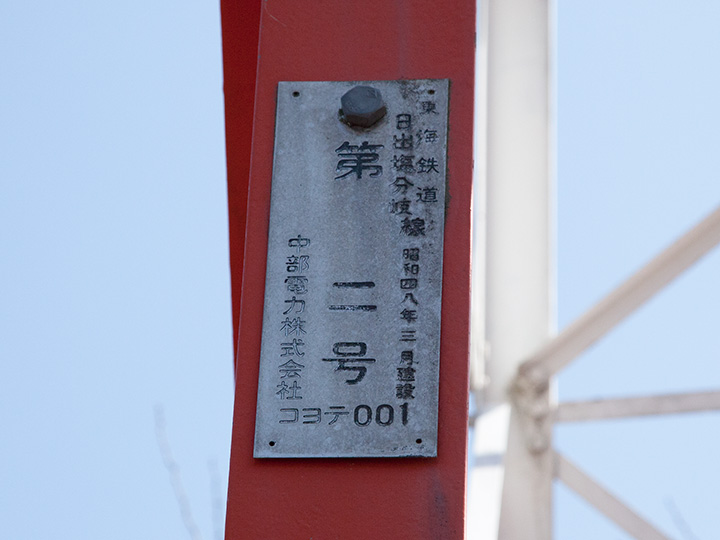 東海鉄道
日出塩分岐線
昭和四八年三月建設
第二号
中部電力株式会社
コヨテ001